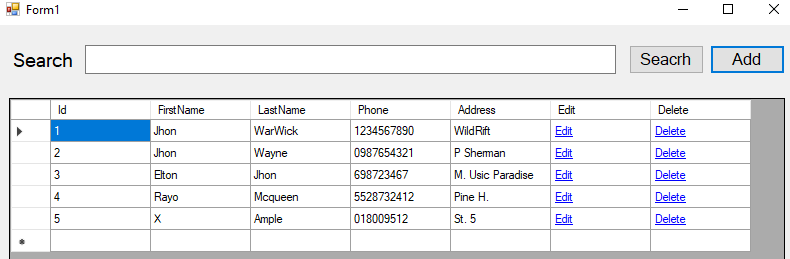 Form1
Search Seacrh Add
Id FirstName LastName Phone Address Edit Delete
1 Jhon WarWick 1234567890 WildRift Edit Delete
2 Jhon Wayne 0987654321 P Sherman Edit Delete
3 Elton Jhon 698723467 M. Usic Paradise Edit Delete
4 Rayo Mcqueen 5528732412 Pine H. Edit Delete
5 X Ample 018009512 St. 5 Edit Delete